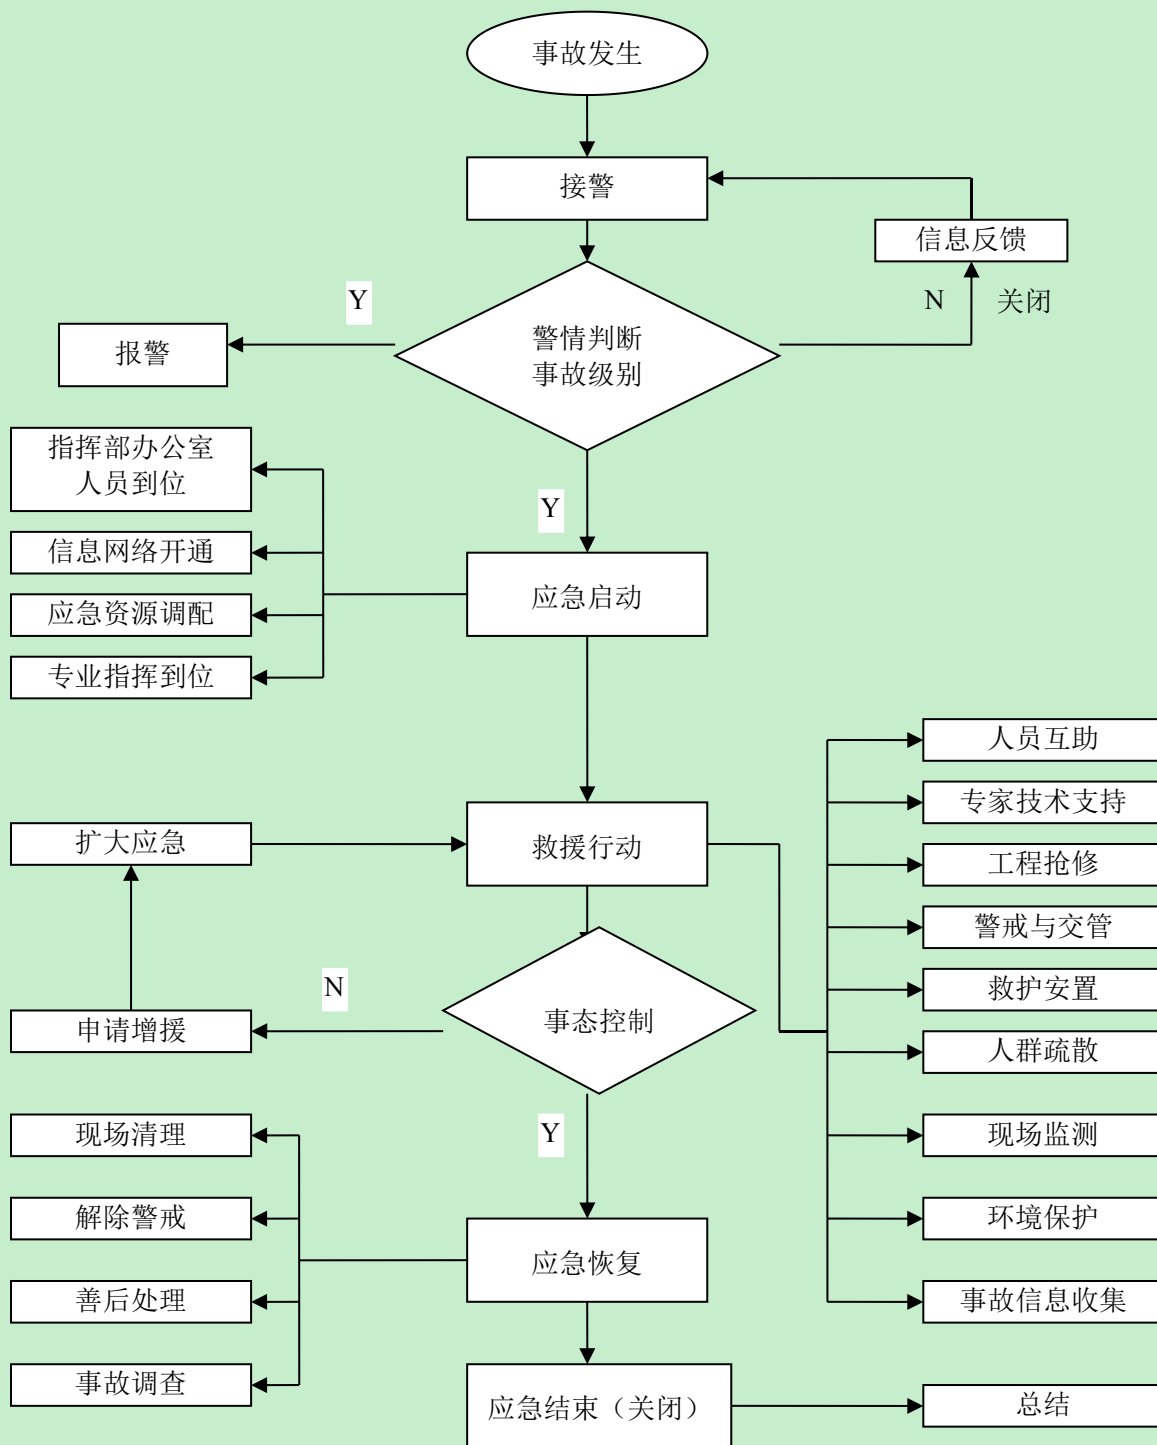 事故发生
接警
信息反馈
Y
N
关闭
报警
警情判断
事故级别
指挥部办公室
人员到位
Y
信息网络开通
应急启动
应急资源调配
专业指挥到位
人员互助
专家技术支持
扩大应急
救援行动
工程抢修
警戒与交管
N
救护安置
申请增援
事态控制
人群疏散
现场清理
Y
现场监测
解除警戒
环境保护
应急恢复
善后处理
事故信息收集
事故调查
应急结束（关闭）
总结